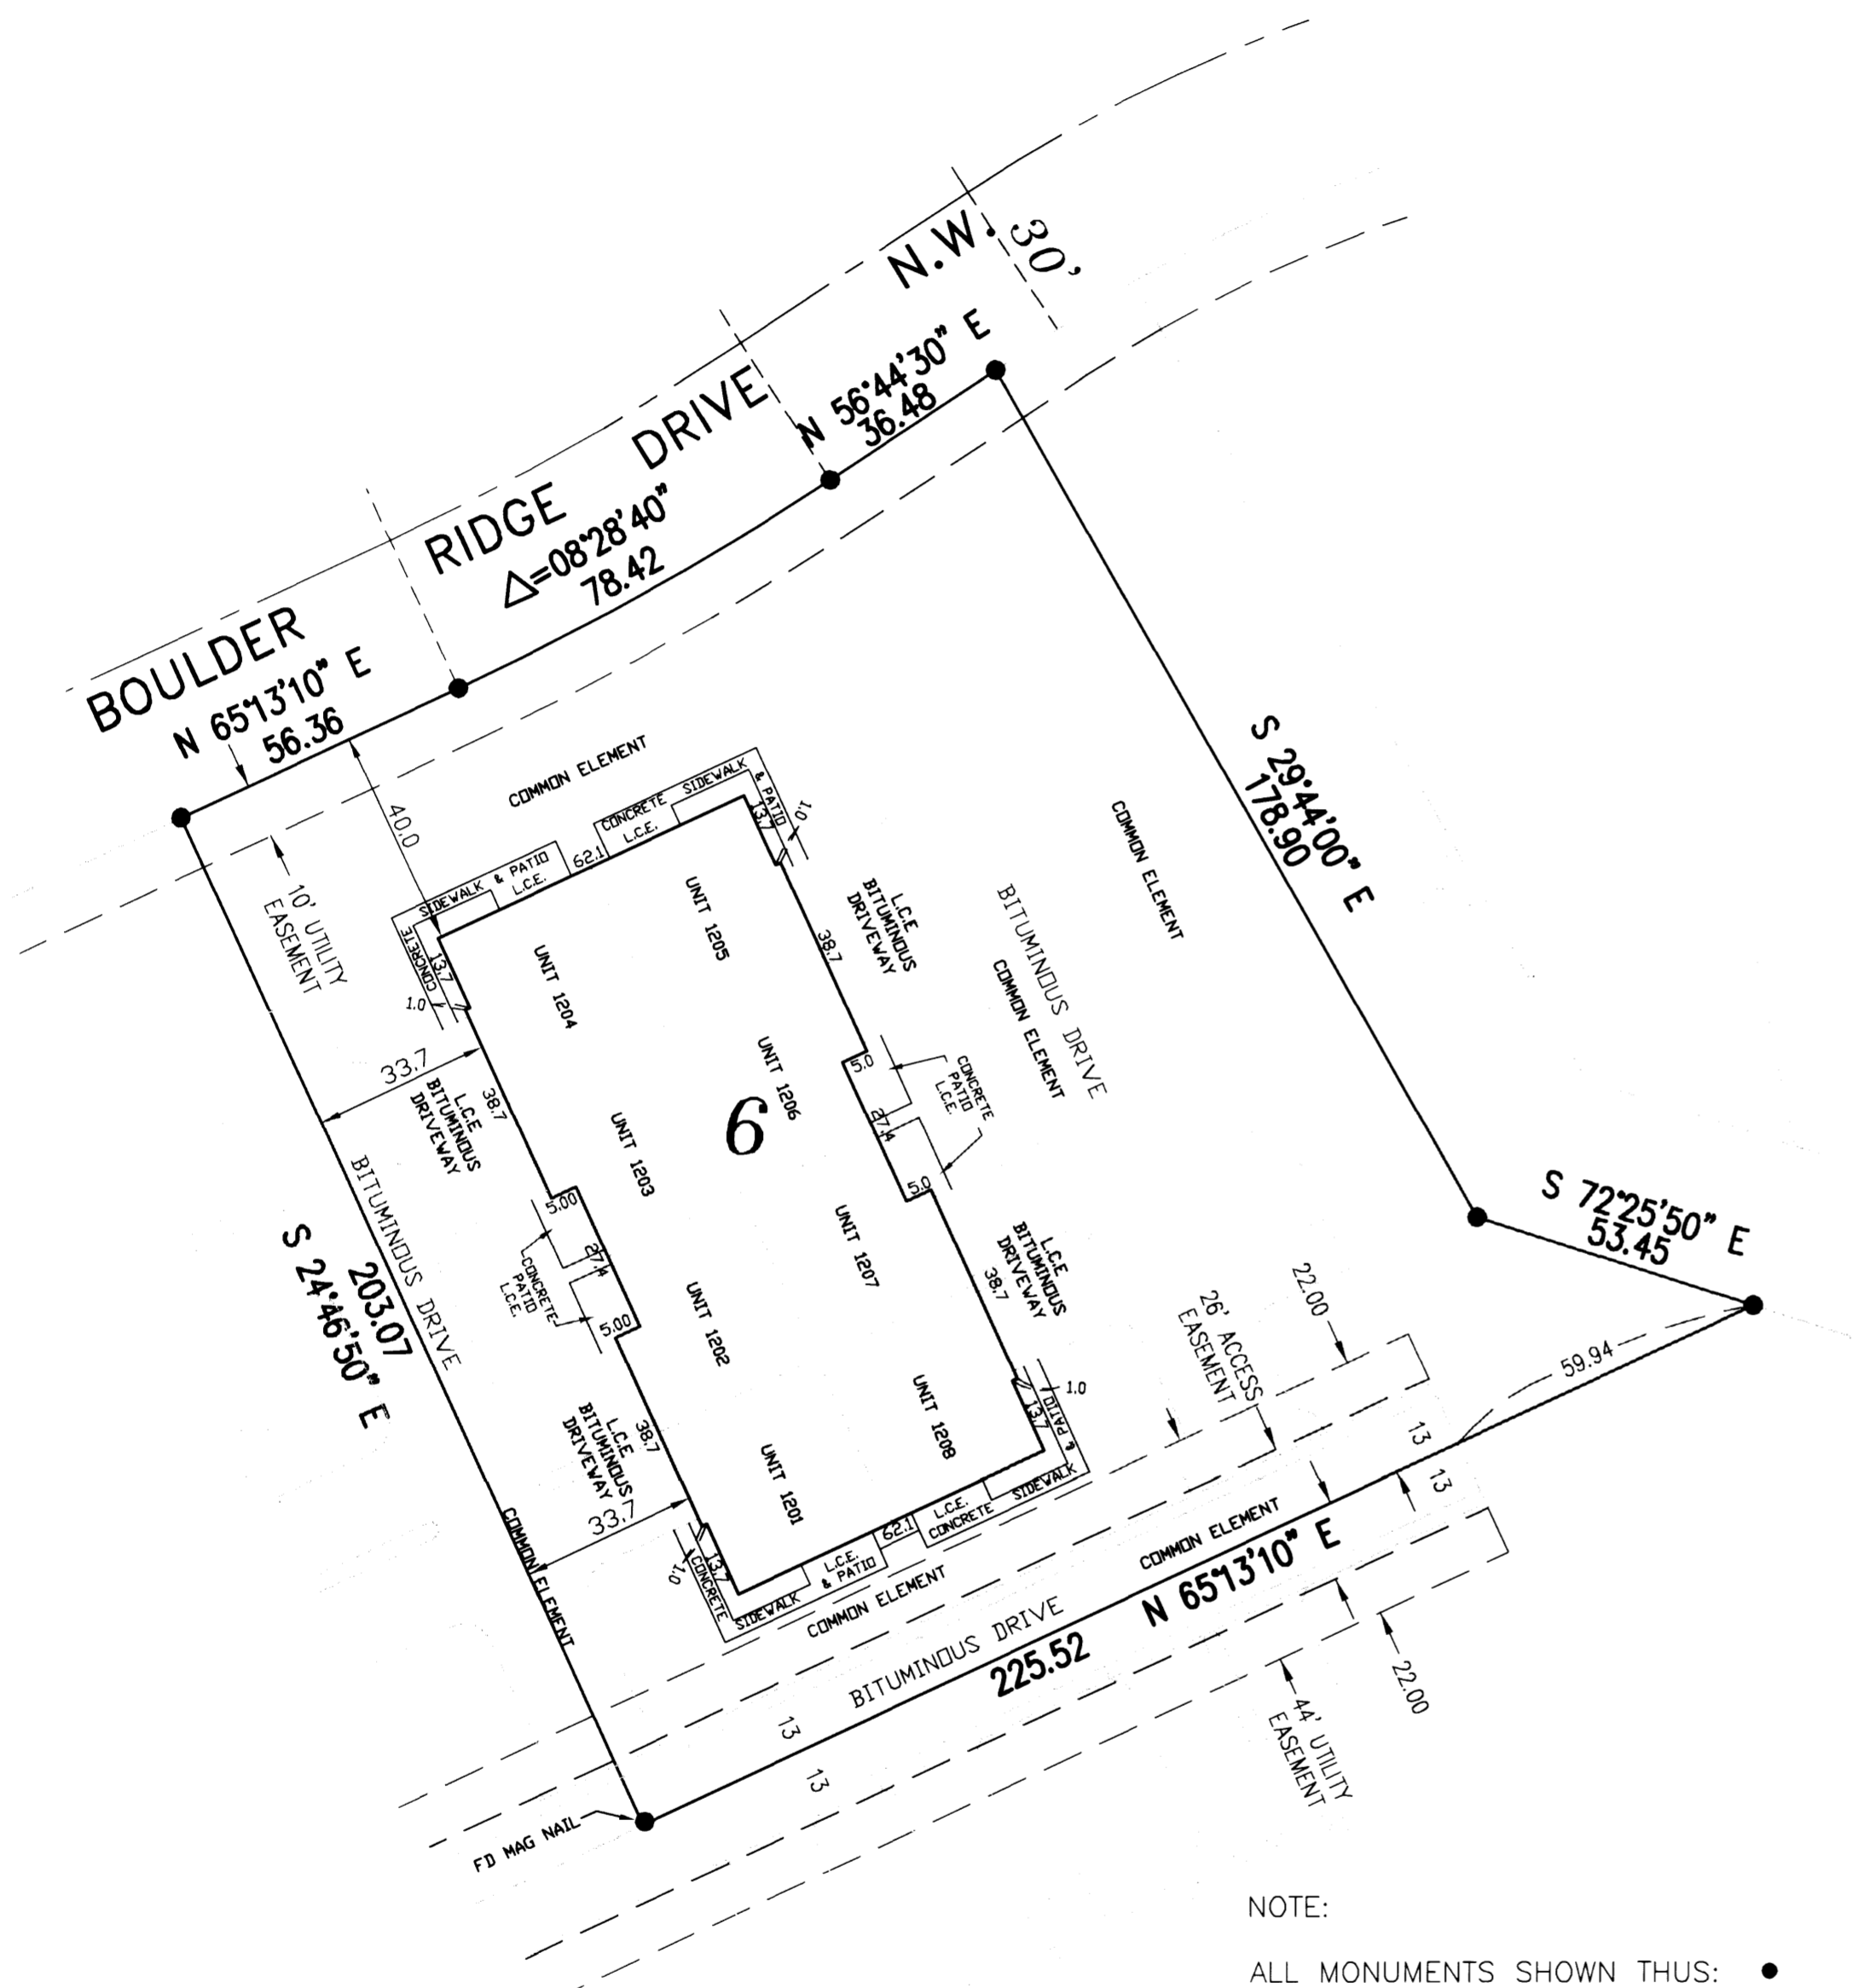 BOULDER RIDGE DRIVE N.W.
30'
N 56°44'30" E
36.48
Δ=08°28'40"
78.42
N 65°13'10" E
56.36
40.0
COMMON ELEMENT
CONCRETE SIDEWALK & PATIO
L.C.E.
13.7
1.0
62.1
SIDEWALK & PATIO
L.C.E.
CONCRETE
13.7
1.0
10' UTILITY
EASEMENT
33.7
L.C.E
BITUMINOUS
DRIVEWAY
38.7
UNIT 1204
UNIT 1205
38.7
L.C.E
BITUMINOUS
DRIVEWAY
BITUMINOUS DRIVE
COMMON ELEMENT
COMMON ELEMENT
S 29°44'00" E
178.90
UNIT 1203
UNIT 1206
6
5.0
27.4
5.0
CONCRETE
PATIO
L.C.E.
BITUMINOUS DRIVE
203.07
S 24°46'50" E
5.00
27.4
5.00
CONCRETE
PATIO
L.C.E.
UNIT 1202
UNIT 1207
38.7
L.C.E
BITUMINOUS
DRIVEWAY
S 72°25'50" E
53.45
59.94
22.00
26' ACCESS
EASEMENT
38.7
L.C.E
BITUMINOUS
DRIVEWAY
33.7
UNIT 1201
UNIT 1208
1.0
13.7
& PATIO
SIDEWALK
L.C.E.
CONCRETE
62.1
L.C.E.
& PATIO
SIDEWALK
CONCRETE
13.7
1.0
COMMON ELEMENT
COMMON ELEMENT
COMMON ELEMENT
BITUMINOUS DRIVE
225.52
N 65°13'10" E
13
13
13
13
22.00
44' UTILITY
EASEMENT
FD MAG NAIL
NOTE:
ALL MONUMENTS SHOWN THUS: ●